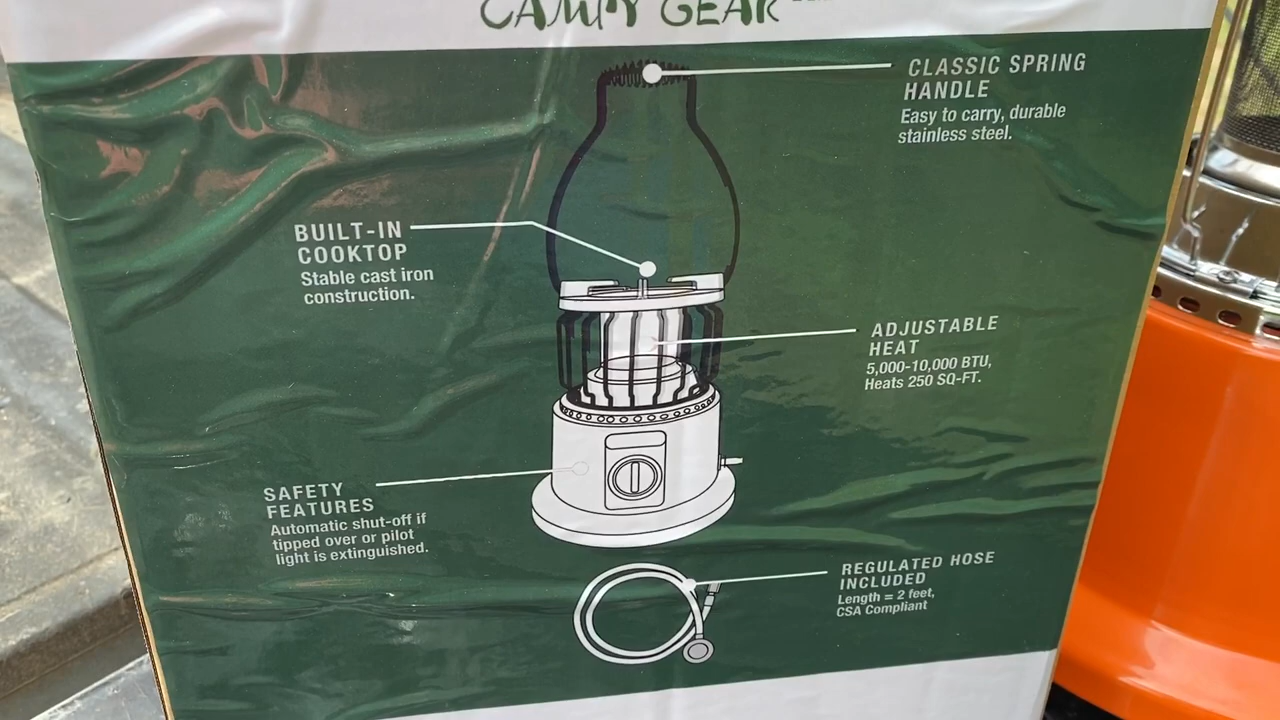 CAMPY GEAR
CLASSIC SPRING
HANDLE
Easy to carry, durable
stainless steel.
BUILT-IN
COOKTOP
Stable cast iron
construction.
ADJUSTABLE
HEAT
5,000-10,000 BTU,
Heats 250 SQ-FT.
SAFETY
FEATURES
Automatic shut-off if
tipped over or pilot
light is extinguished.
REGULATED HOSE
INCLUDED
Length = 2 feet,
CSA Compliant